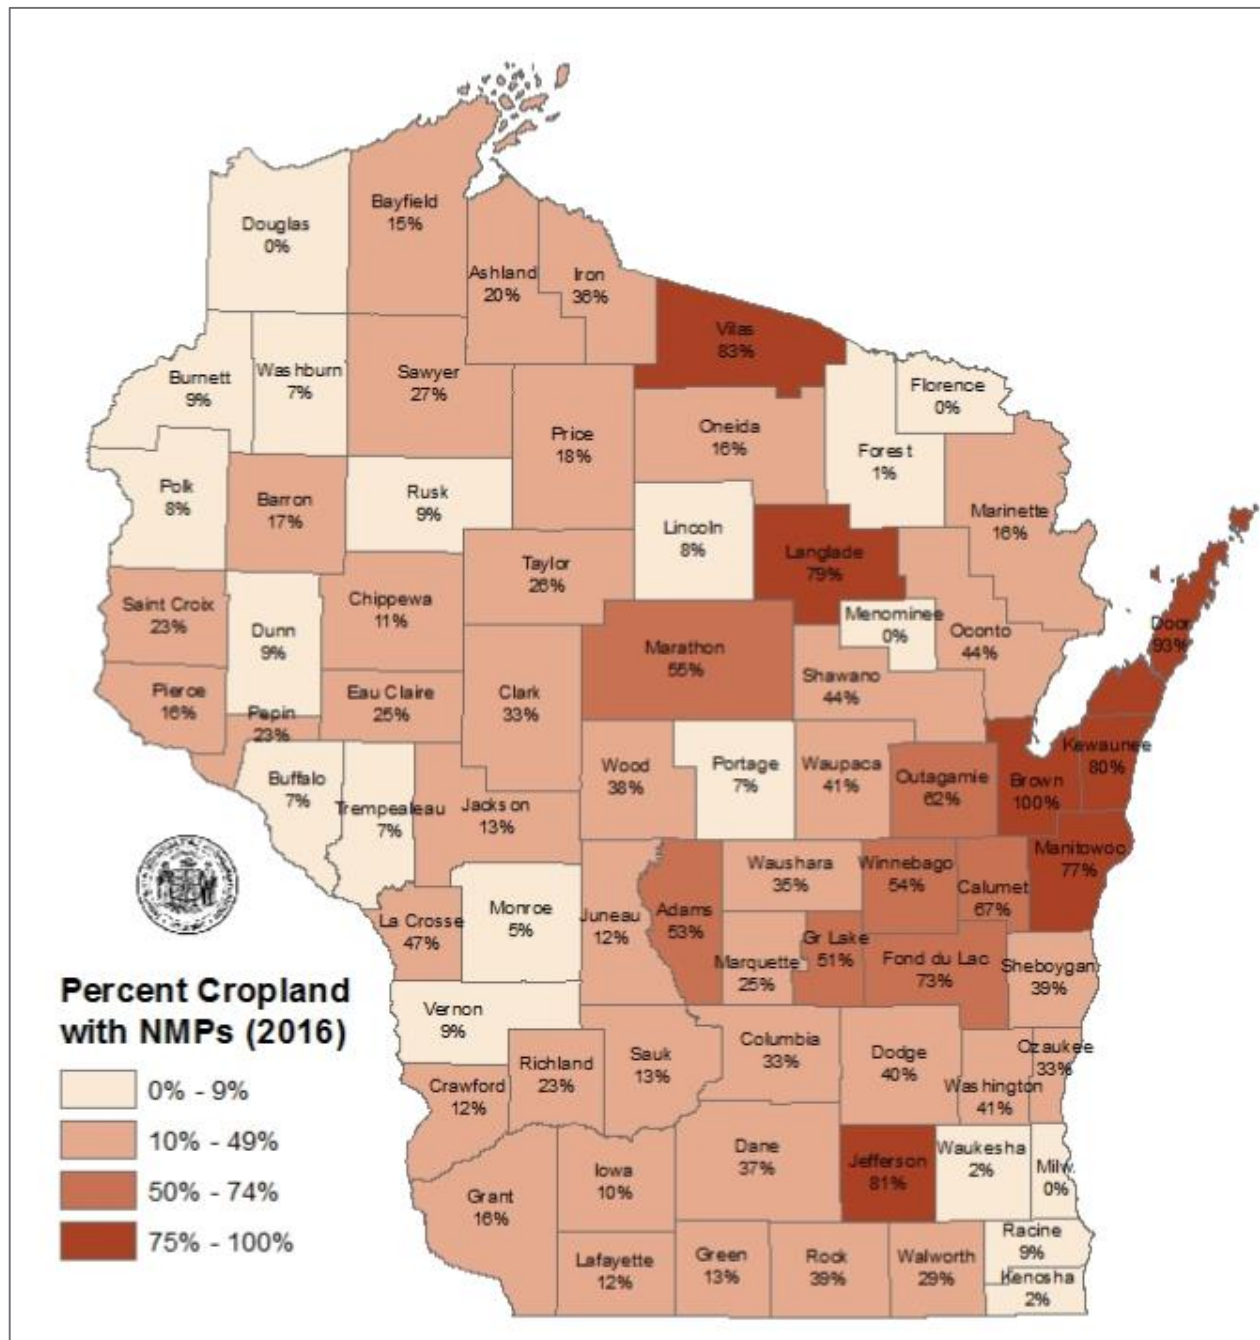 Douglas
0%
Bayfield
15%
Ashland
20%
Iron
36%
Vilas
83%
Burnett
9%
Washburn
7%
Sawyer
27%
Price
18%
Oneida
16%
Forest
1%
Florence
0%
Marinette
16%
Polk
8%
Barron
17%
Rusk
9%
Lincoln
8%
Langlade
79%
Taylor
26%
Saint Croix
23%
Dunn
9%
Chippewa
11%
Marathon
55%
Menominee
0%
Oconto
44%
Door
93%
Shawano
44%
Pierce
16%
Pepin
23%
Eau Claire
25%
Clark
33%
Buffalo
7%
Trempealeau
7%
Jackson
13%
Wood
38%
Portage
7%
Waupaca
41%
Outagamie
62%
Brown
100%
Kewaunee
80%
Manitowoc
77%
La Crosse
47%
Monroe
5%
Juneau
12%
Adams
53%
Waushara
35%
Marquette
25%
Gr Lake
51%
Winnebago
54%
Calumet
67%
Fond du Lac
73%
Sheboygan
39%
Vernon
9%
Richland
23%
Sauk
13%
Columbia
33%
Dodge
40%
Washington
41%
Ozaukee
33%
Crawford
12%
Grant
16%
Iowa
10%
Dane
37%
Jefferson
81%
Waukesha
2%
Milw.
0%
Lafayette
12%
Green
13%
Rock
39%
Walworth
29%
Racine
9%
Kenosha
2%
Percent Cropland
with NMPs (2016)
0% - 9%
10% - 49%
50% - 74%
75% - 100%